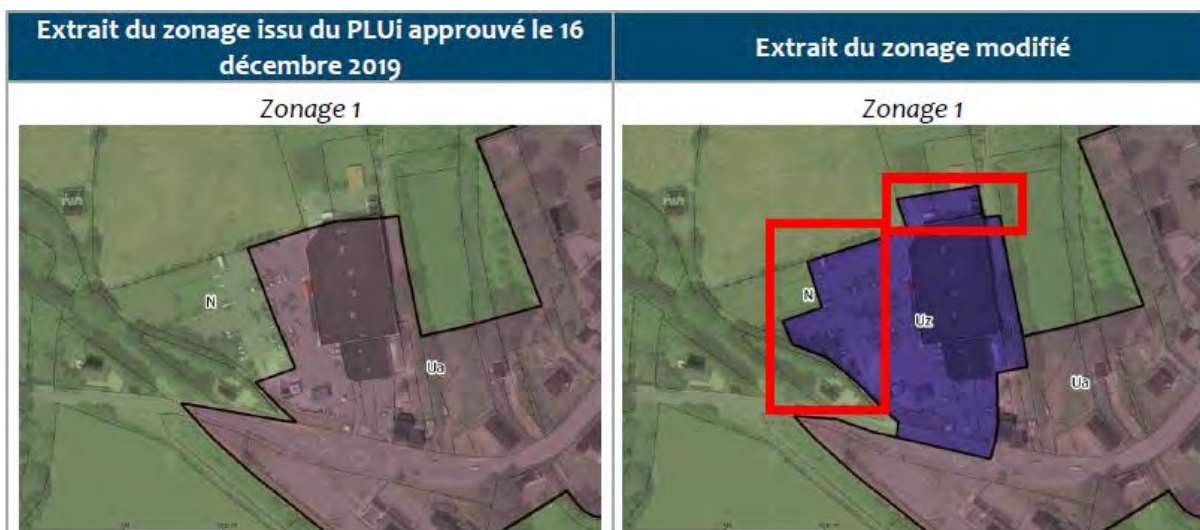 Extrait du zonage issu du PLUi approuvé le 16
décembre 2019
Extrait du zonage modifié
Zonage 1
Zonage 1
N
Ua
N
Uz
Ua